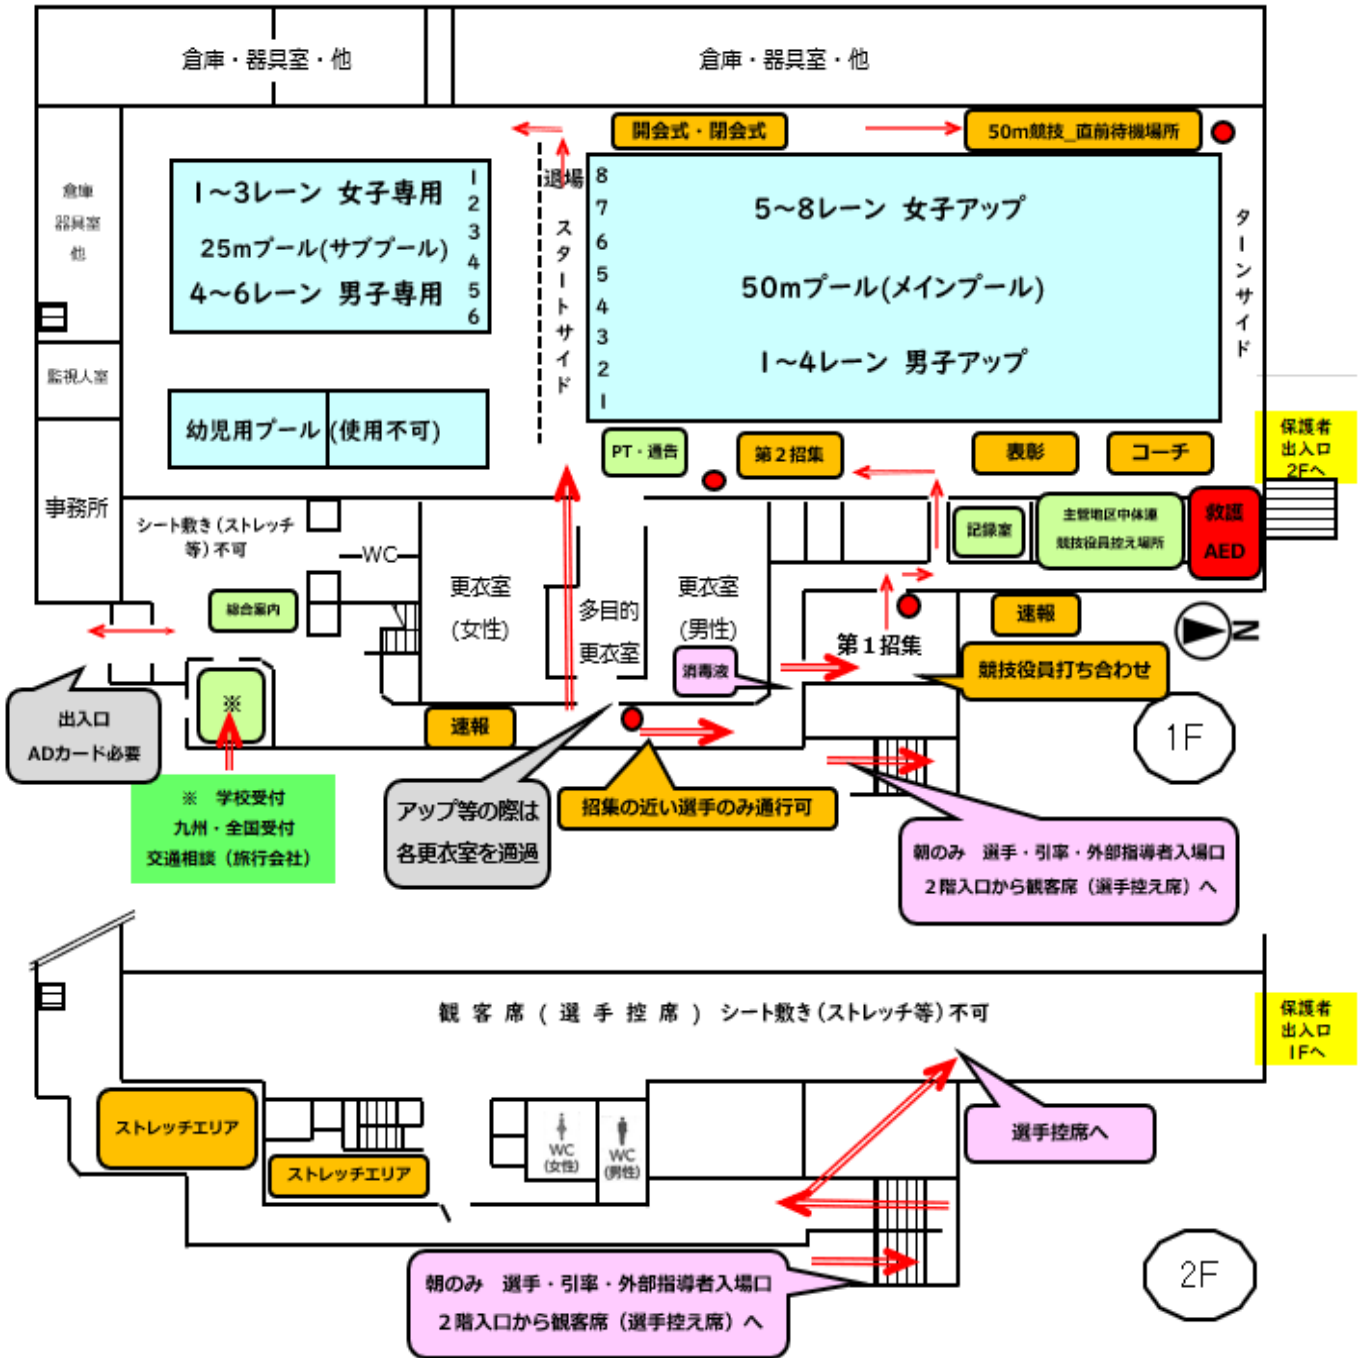 倉庫・器具室・他
倉庫・器具室・他
開会式・閉会式
50m競技_直前待機場所
倉庫
器具室
他
1～3レーン 女子専用
25mプール(サブプール)
4～6レーン 男子専用
1
2
3
4
5
6
退場
スタートサイド
8
7
6
5
4
3
2
1
5～8レーン 女子アップ
50mプール(メインプール)
1～4レーン 男子アップ
ターンサイド
監視人室
幼児用プール (使用不可)
保護者
出入口
2Fへ
PT・通告
第2招集
表彰
コーチ
事務所
シート敷き(ストレッチ
等)不可
WC
更衣室
(女性)
多目的
更衣室
更衣室
(男性)
記録室
主管地区中体連
競技役員控え場所
救護
AED
総合案内
消毒液
第1招集
速報
競技役員打ち合わせ
N
※
速報
出入口
ADカード必要
1F
※ 学校受付
九州・全国受付
交通相談（旅行会社）
アップ等の際は
各更衣室を通過
招集の近い選手のみ通行可
朝のみ 選手・引率・外部指導者入場口
2階入口から観客席（選手控え席）へ
観客席(選手控席) シート敷き(ストレッチ等)不可
保護者
出入口
1Fへ
ストレッチエリア
ストレッチエリア
WC
(女性)
WC
(男性)
選手控席へ
朝のみ 選手・引率・外部指導者入場口
2階入口から観客席（選手控え席）へ
2F